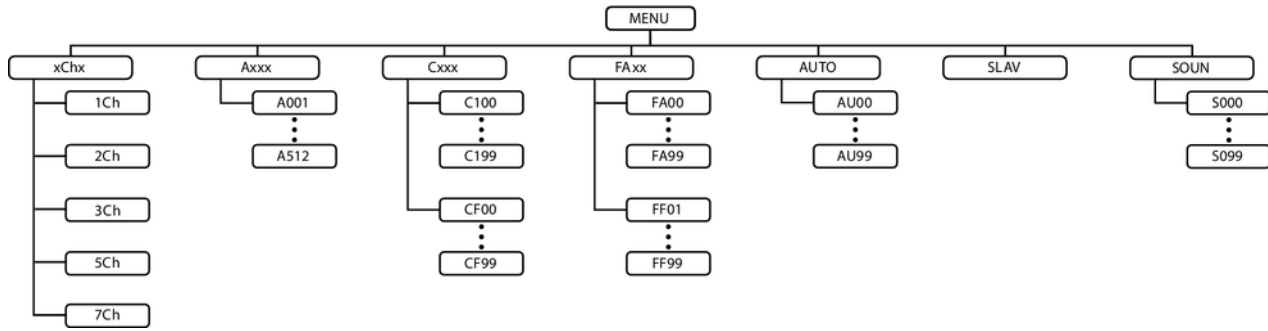 MENU
xChx
Axxx
Cxxx
FAxx
AUTO
SLAV
SOUN
1Ch
A001
C100
FA00
AU00
S000
2Ch
A512
C199
FA99
AU99
S099
3Ch
CF00
FF01
5Ch
CF99
FF99
7Ch